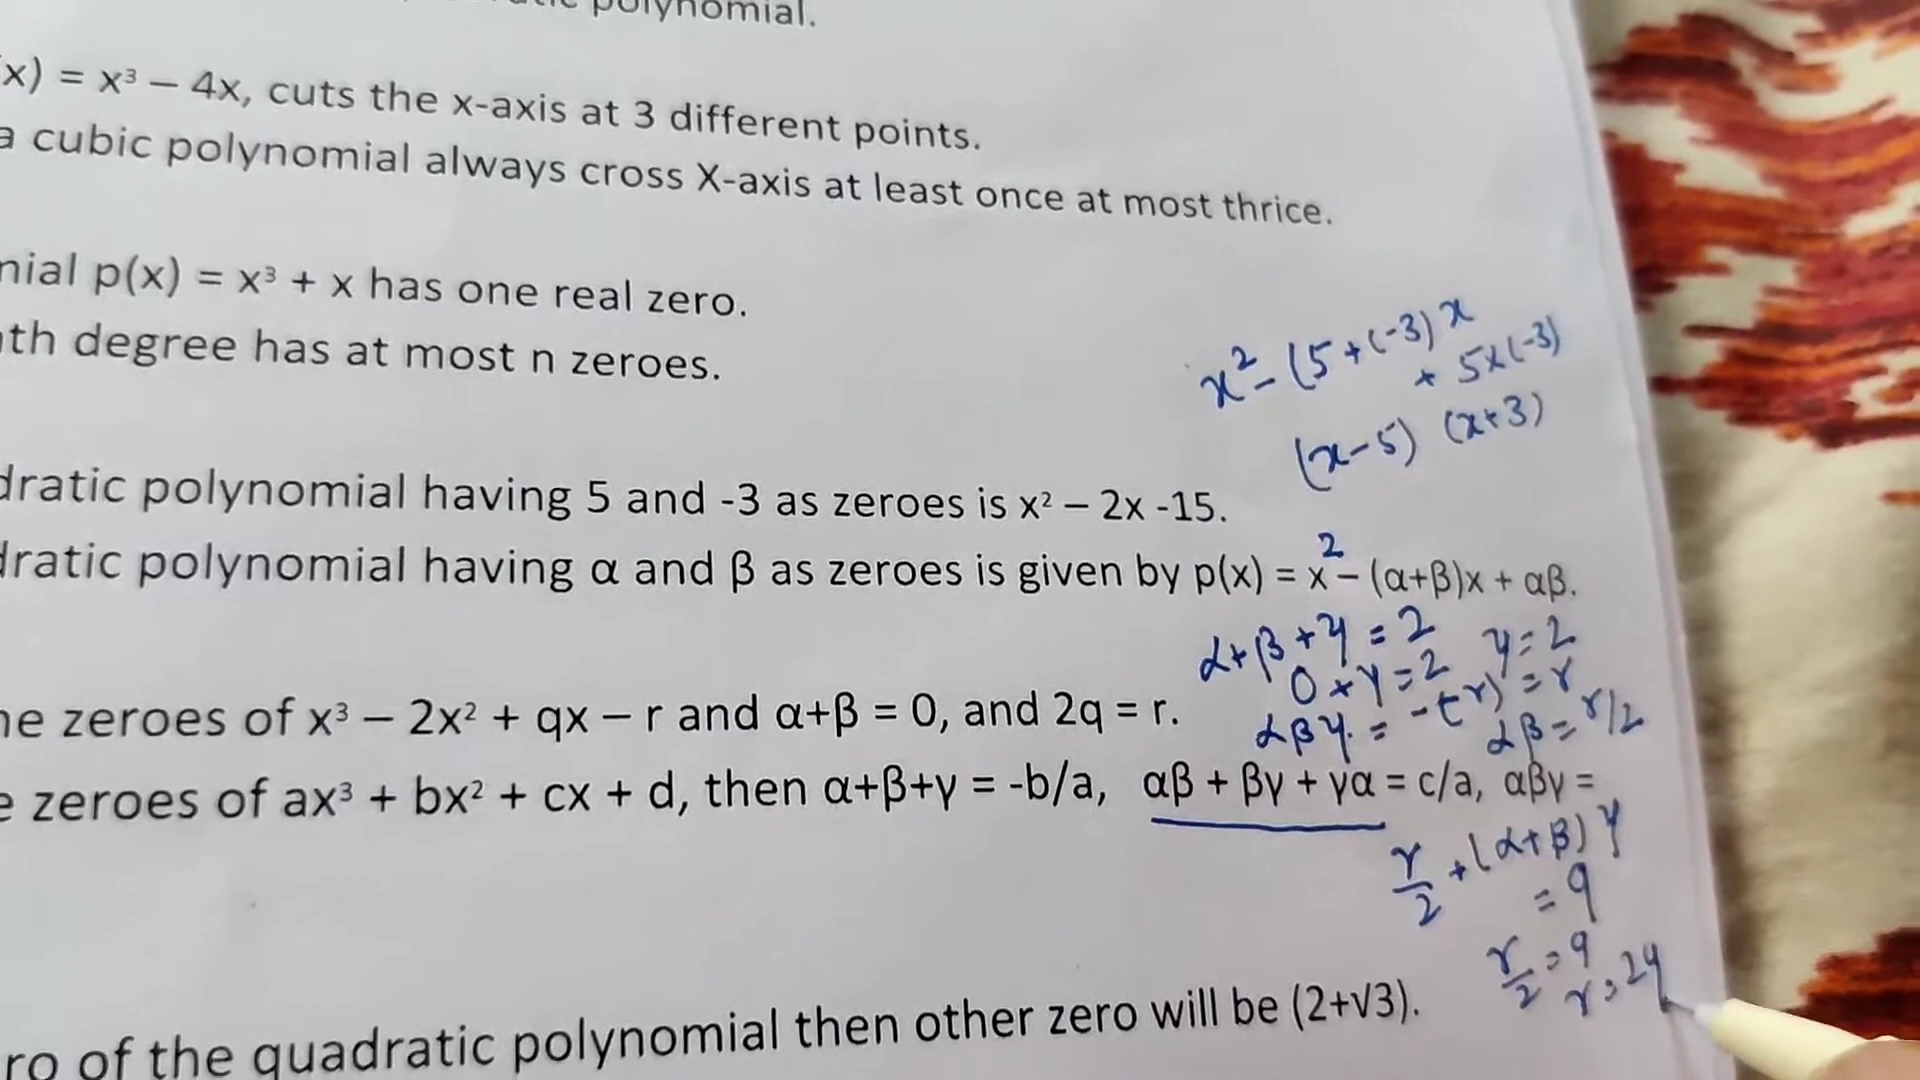 polynomial.
x) = x³ – 4x, cuts the x-axis at 3 different points.
a cubic polynomial always cross X-axis at least once at most thrice.
nial p(x) = x³ + x has one real zero.
nth degree has at most n zeroes.
x² - (5 + (-3) x
+ 5x(-3)
(x-5) (x+3)
dratic polynomial having 5 and -3 as zeroes is x² – 2x -15.
dratic polynomial having α and β as zeroes is given by p(x) = x² – (α+β)x + αβ.
α+β+γ = 2 γ=2
0+γ=2
he zeroes of x³ – 2x² + qx – r and α+β = 0, and 2q = r.
αβγ = -(-r) = r
αβ = r/2
e zeroes of ax³ + bx² + cx + d, then α+β+γ = -b/a, αβ + βγ + γα = c/a, αβγ =
r/2 + (α+β) γ
= q
r/2 = q
r = 2q
ro of the quadratic polynomial then other zero will be (2+√3).